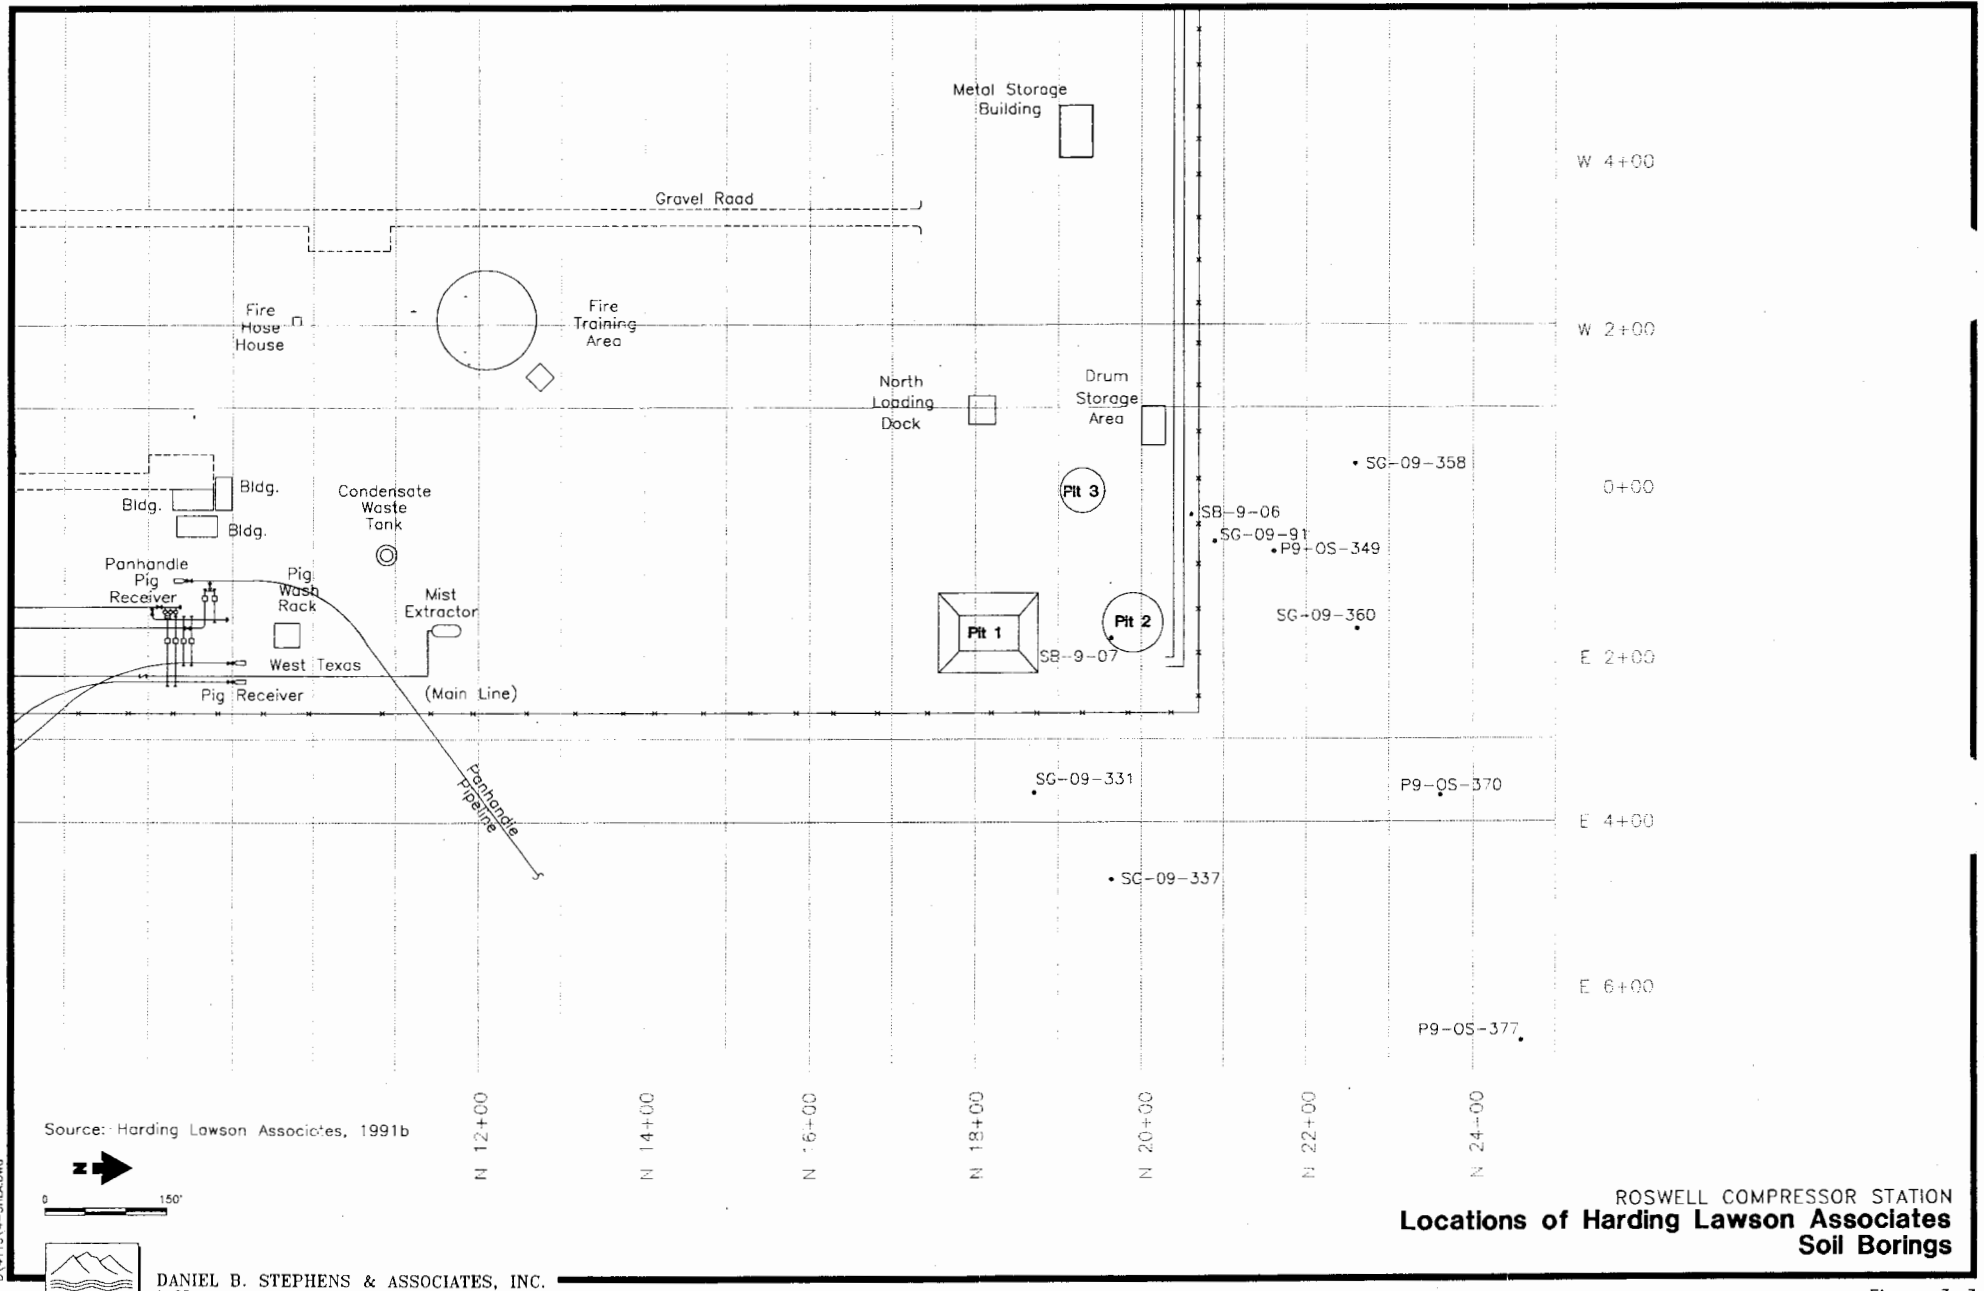 Metal Storage
Building
W 4+00
Gravel Road
Fire
Hose
House
Fire
Training
Area
W 2+00
North
Loading
Dock
Drum
Storage
Area
SG-09-358
Bldg.
Bldg.
Bldg.
Condensate
Waste
Tank
Pit 3
0+00
SB-9-06
SG-09-91
P9-OS-349
Panhandle
Pig
Receiver
Pig
Wash
Rack
Mist
Extractor
Pit 1
Pit 2
SG-09-360
SB-9-07
E 2+00
West Texas
Pig Receiver
(Main Line)
Panhandle
Pipeline
SG-09-331
P9-OS-370
E 4+00
SG-09-337
E 6+00
P9-OS-377
N 12+00
N 14+00
N 16+00
N 18+00
N 20+00
N 22+00
N 24+00
Source: Harding Lawson Associates, 1991b
N
0 150'
ROSWELL COMPRESSOR STATION
Locations of Harding Lawson Associates
Soil Borings
DANIEL B. STEPHENS & ASSOCIATES, INC.